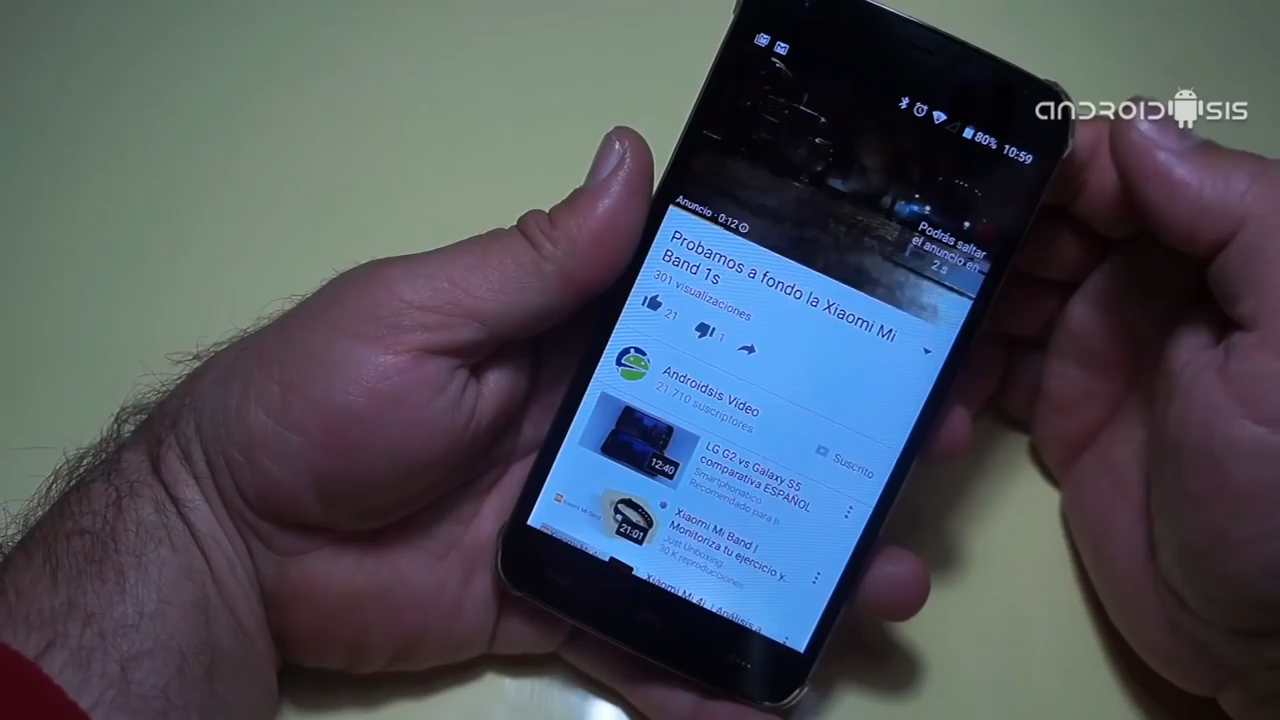 ANDROIDSIS
80% 10:59
Anuncio · 0:12
Podrás saltar
el anuncio en
2 s
Probamos a fondo la Xiaomi Mi
Band 1s
301 visualizaciones
21
1
Androidsis Video
21.710 suscriptores
Suscrito
12:40
LG G2 vs Galaxy S5
comparativa ESPAÑOL
Smartphonatico
Recomendado para ti
21:01
Xiaomi Mi Band |
Monitoriza tu ejercicio y...
Just Unboxing
30 K reproducciones
Xiaomi Mi 4i | Análisis a